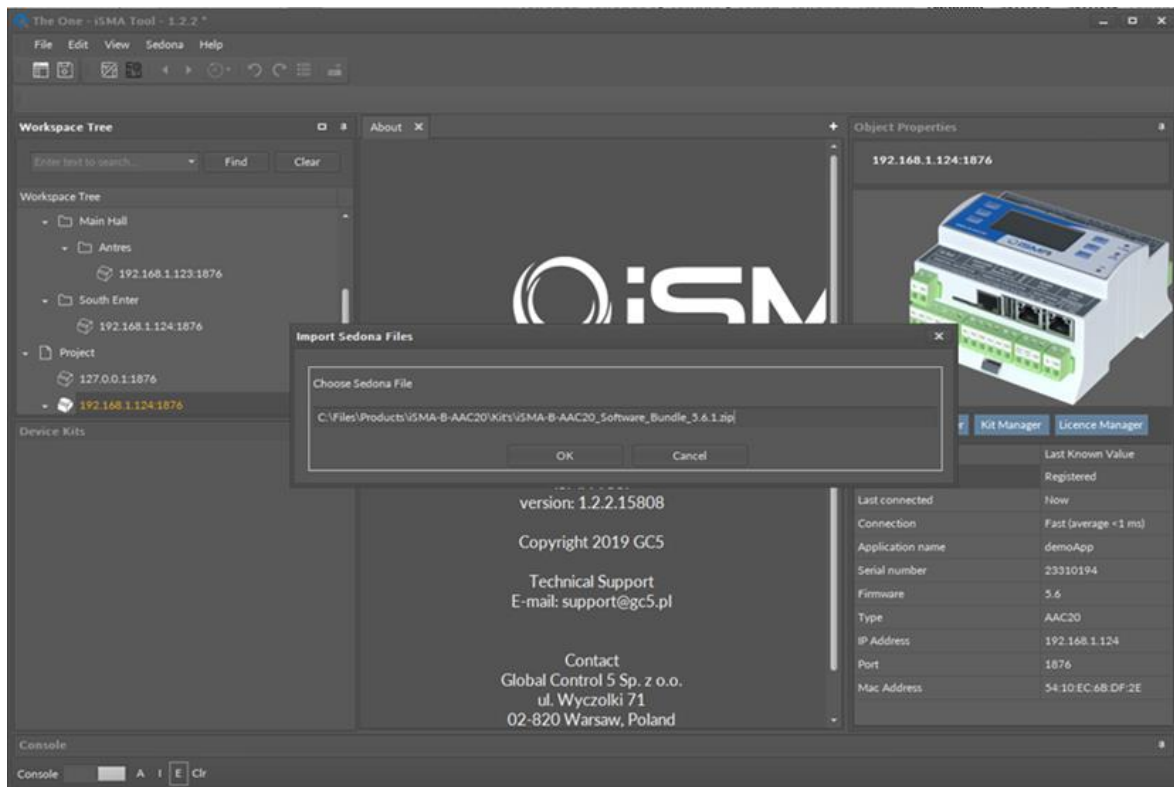 The One - iSMA Tool - 1.2.2 *
File Edit View Sedona Help
Workspace Tree
About
Object Properties
Enter text to search...
Find
Clear
192.168.1.124:1876
Workspace Tree
Main Hall
Antres
192.168.1.123:1876
South Enter
192.168.1.124:1876
Project
127.0.0.1:1876
192.168.1.124:1876
iSM
iSMA
Import Sedona Files
Choose Sedona File
C:\Files\Products\iSMA-B-AAC20\Kits\iSMA-B-AAC20_Software_Bundle_5.6.1.zip
OK
Cancel
Device Kits
Kit Manager
Licence Manager
Last Known Value
Registered
version: 1.2.2.15808
Last connected Now
Connection Fast (average <1 ms)
Copyright 2019 GC5
Application name demoApp
Serial number 23310194
Technical Support
E-mail: support@gc5.pl
Firmware 5.6
Type AAC20
IP Address 192.168.1.124
Contact
Port 1876
Global Control 5 Sp. z o.o.
Mac Address 54:10:EC:6B:DF:2E
ul. Wyczolki 71
02-820 Warsaw, Poland
Console
Console A I E Clr